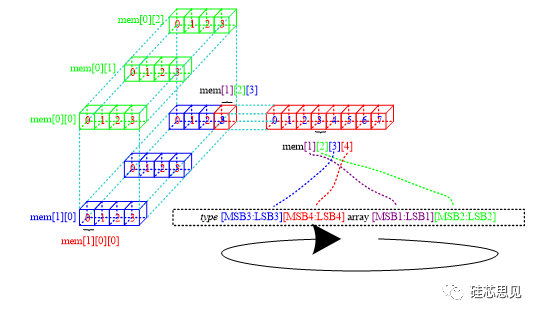 mem[0][2]
0 1 2 3
mem[0][1]
0 1 2 3
mem[1][2][3]
mem[0][0]
0 1 2 3
0 1 2 3
0 1 2 3 4 5 6 7
mem[1][2][3][4]
0 1 2 3
mem[1][0]
0 1 2 3
type [MSB3:LSB3][MSB4:LSB4] array [MSB1:LSB1][MSB2:LSB2]
mem[1][0][0]
硅芯思见